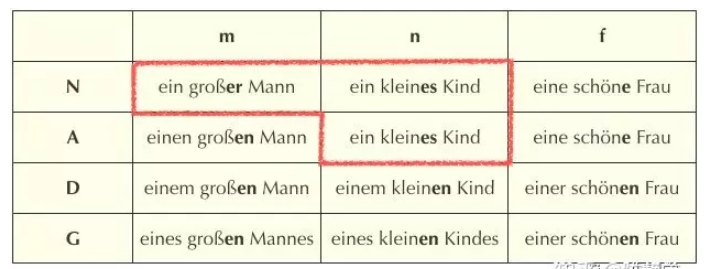 m n f
N ein großer Mann ein kleines Kind eine schöne Frau
A einen großen Mann ein kleines Kind eine schöne Frau
D einem großen Mann einem kleinen Kind einer schönen Frau
G eines großen Mannes eines kleinen Kindes einer schönen Frau